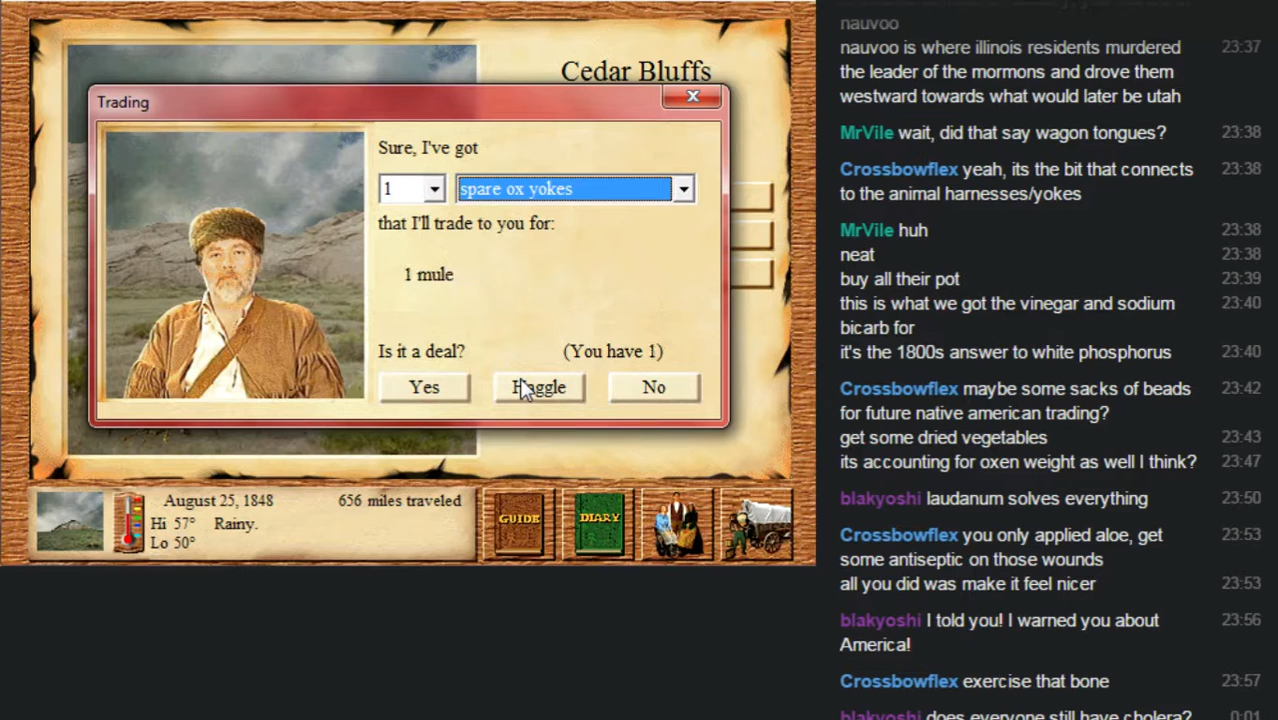 Cedar Bluffs
Trading
Sure, I've got
1 spare ox yokes
that I'll trade to you for:
1 mule
Is it a deal? (You have 1)
Yes Haggle No
August 25, 1848 656 miles traveled
Hi 57° Rainy.
Lo 50°
GUIDE DIARY
nauvoo
nauvoo is where illinois residents murdered 23:37
the leader of the mormons and drove them
westward towards what would later be utah
MrVile wait, did that say wagon tongues? 23:38
Crossbowflex yeah, its the bit that connects 23:38
to the animal harnesses/yokes
MrVile huh 23:38
neat 23:38
buy all their pot 23:39
this is what we got the vinegar and sodium 23:40
bicarb for
it's the 1800s answer to white phosphorus 23:40
Crossbowflex maybe some sacks of beads 23:42
for future native american trading?
get some dried vegetables 23:43
its accounting for oxen weight as well I think? 23:47
blakyoshi laudanum solves everything 23:50
Crossbowflex you only applied aloe, get 23:53
some antiseptic on those wounds
all you did was make it feel nicer 23:53
blakyoshi I told you! I warned you about 23:56
America!
Crossbowflex exercise that bone 23:57
blakyoshi does everyone still have cholera? 0:01